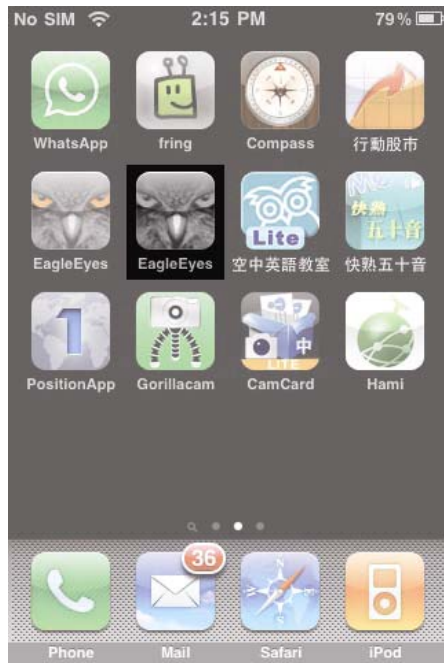 No SIM 2:15 PM 79%
WhatsApp fring Compass 行動股市
EagleEyes EagleEyes Lite 空中英語教室 快熟五十音 快熟五十音
PositionApp Gorillacam 中 LITE CamCard Hami
1
36
Phone Mail Safari iPod